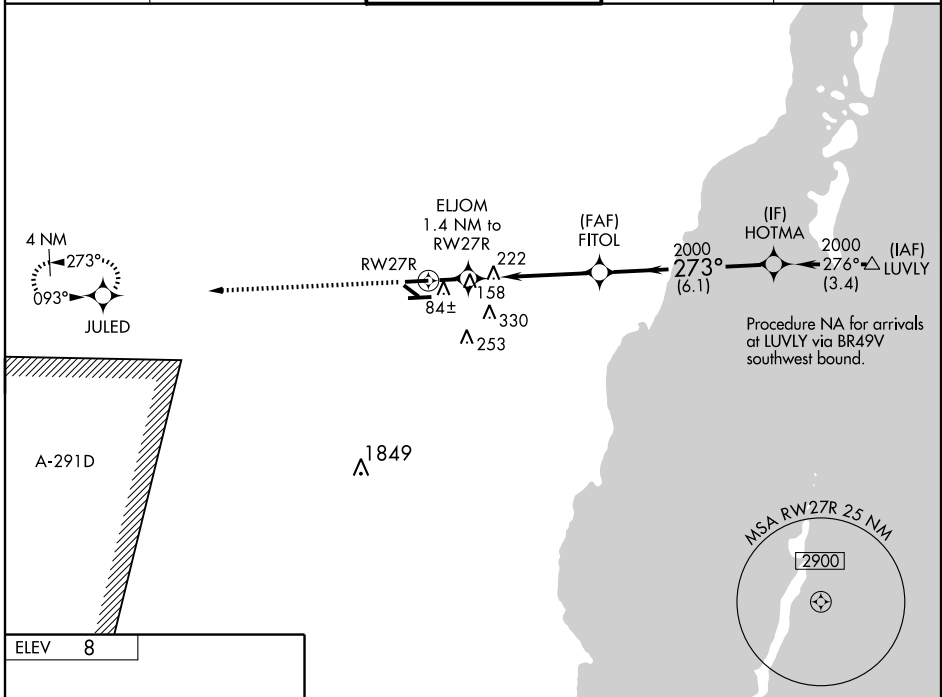 ELJOM
1.4 NM to
RW27R
(FAF)
FITOL
(IF)
HOTMA
(IAF)
LUVLY
2000
276°
(3.4)
2000
273°
(6.1)
4 NM
273°
093°
JULED
RW27R
222
158
84±
330
253
Procedure NA for arrivals
at LUVLY via BR49V
southwest bound.
A-291D
1849
MSA RW27R 25 NM
2900
ELEV 8